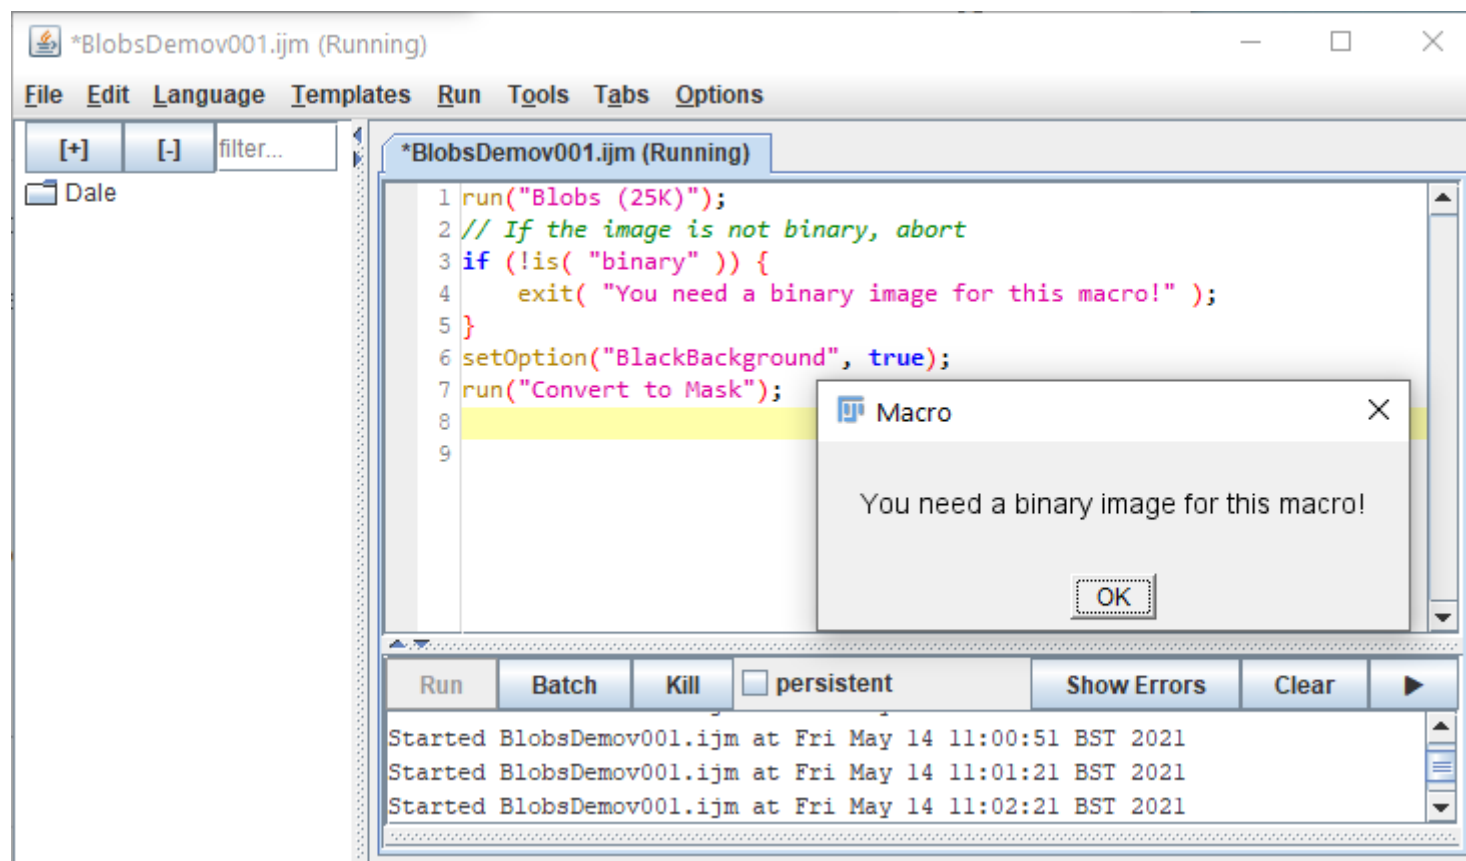 *BlobsDemov001.ijm (Running)
File Edit Language Templates Run Tools Tabs Options
[+] [-] filter...
*BlobsDemov001.ijm (Running)
Dale
1 run("Blobs (25K)");
2 // If the image is not binary, abort
3 if (!is( "binary" )) {
4 exit( "You need a binary image for this macro!" );
5 }
6 setOption("BlackBackground", true);
7 run("Convert to Mask");
8
9
Macro
You need a binary image for this macro!
OK
Run Batch Kill persistent Show Errors Clear
Started BlobsDemov001.ijm at Fri May 14 11:00:51 BST 2021
Started BlobsDemov001.ijm at Fri May 14 11:01:21 BST 2021
Started BlobsDemov001.ijm at Fri May 14 11:02:21 BST 2021